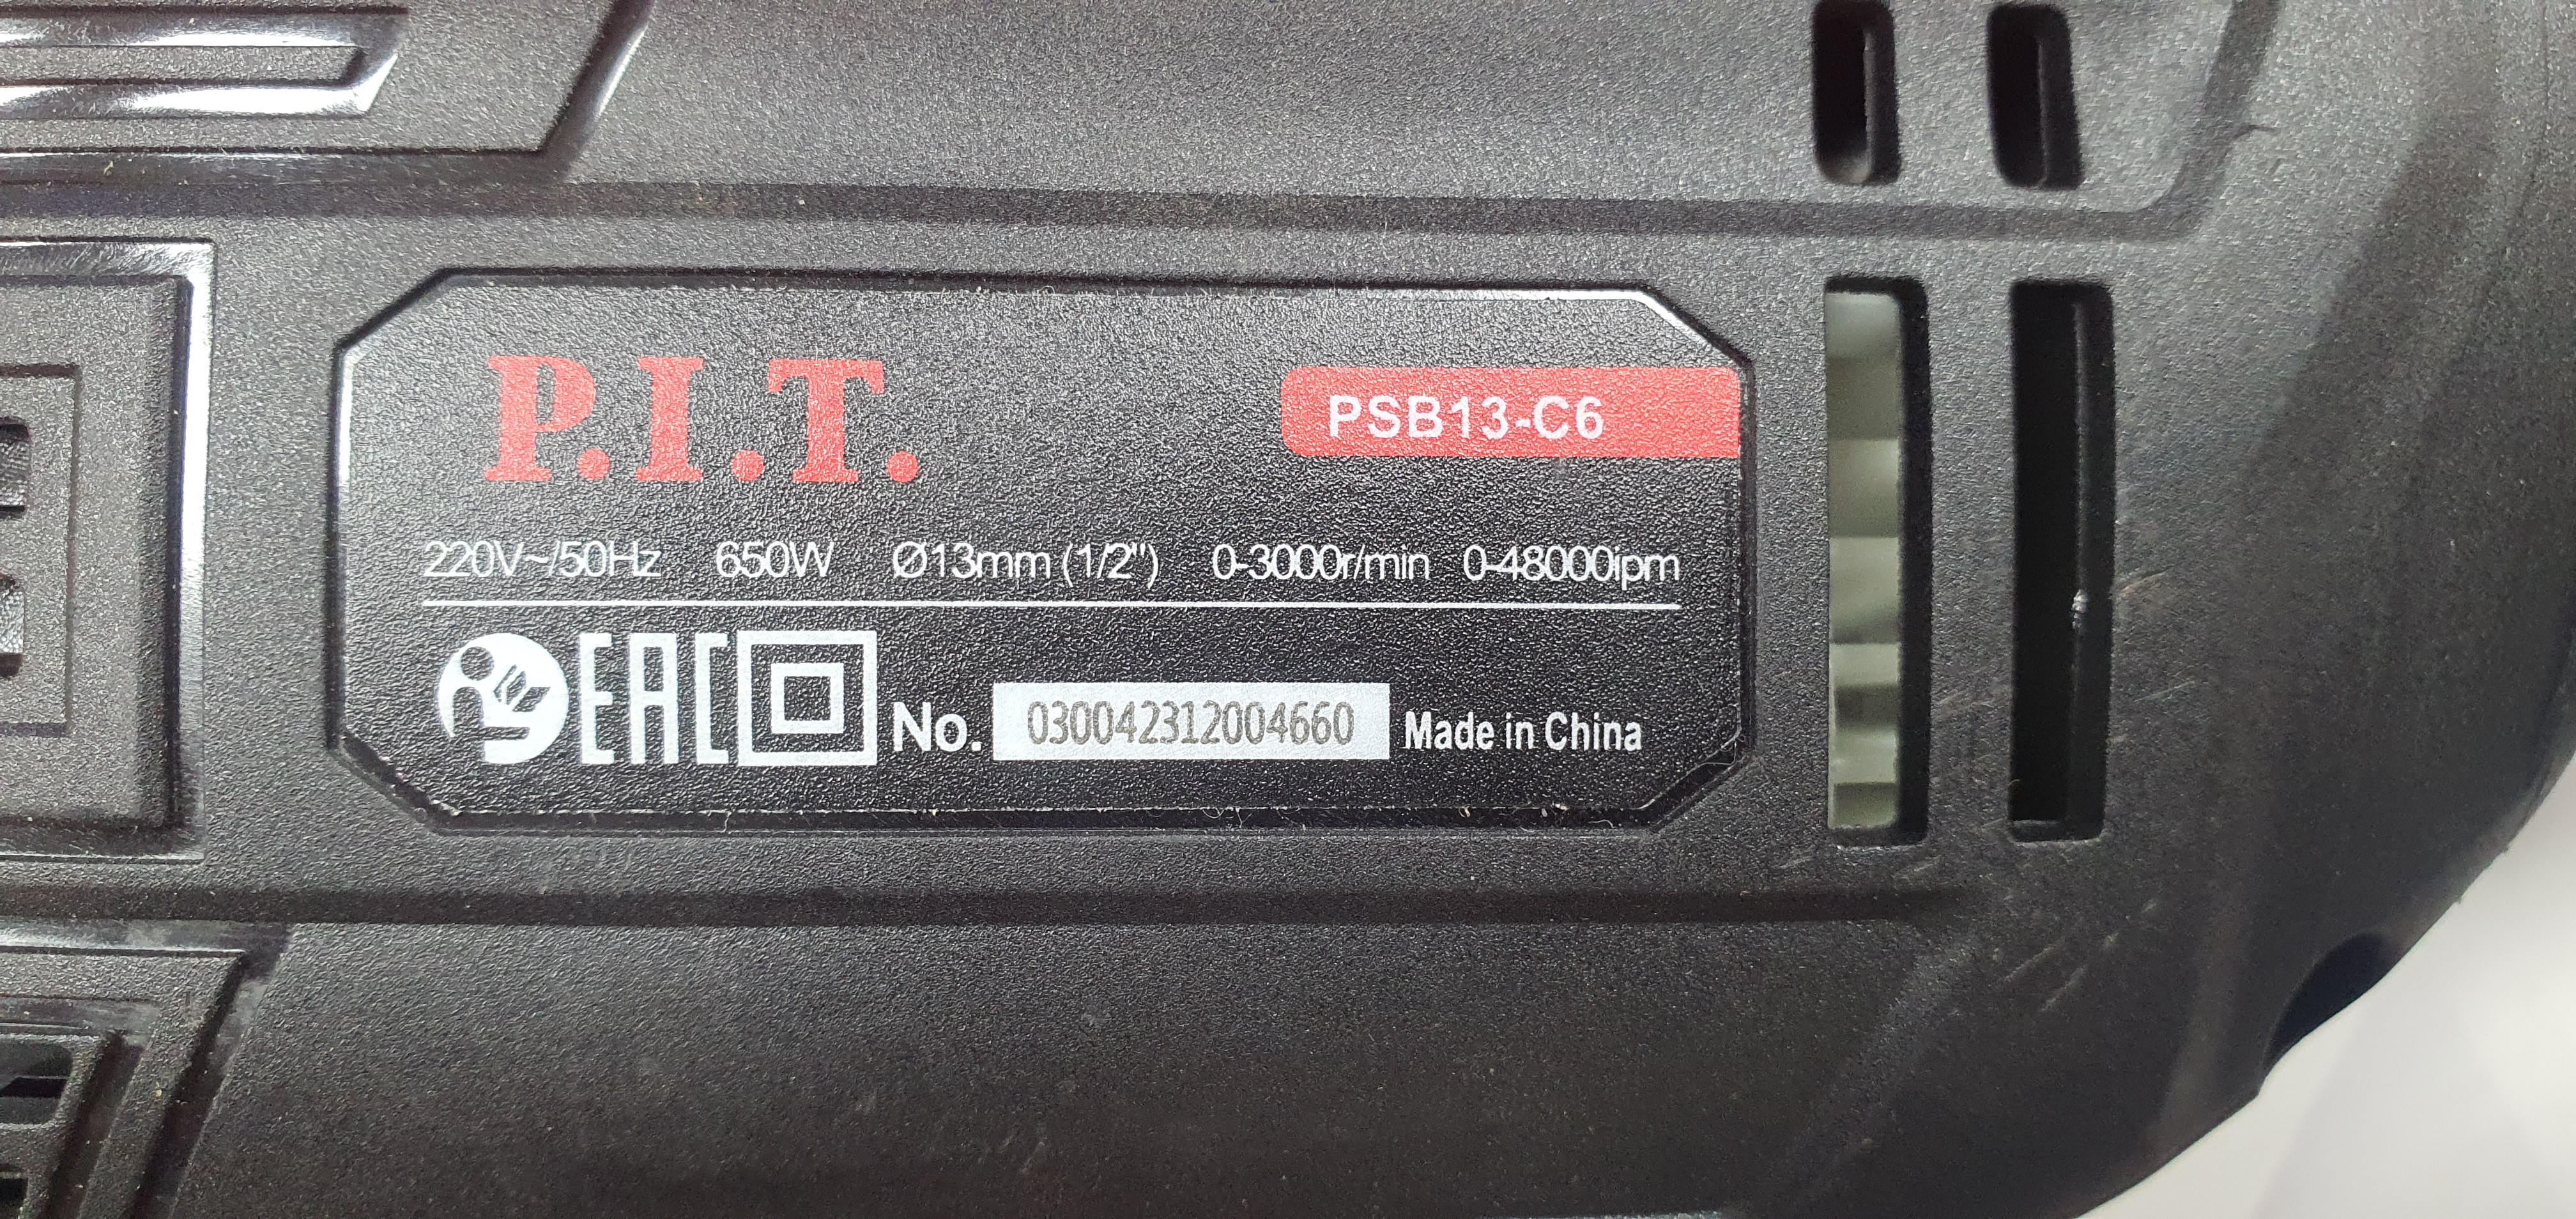 P.I.T.
PSB13-C6
220V~/50Hz 650W Ø13mm (1/2") 0-3000r/min 0-48000ipm
EAC No. 030042312004660 Made in China